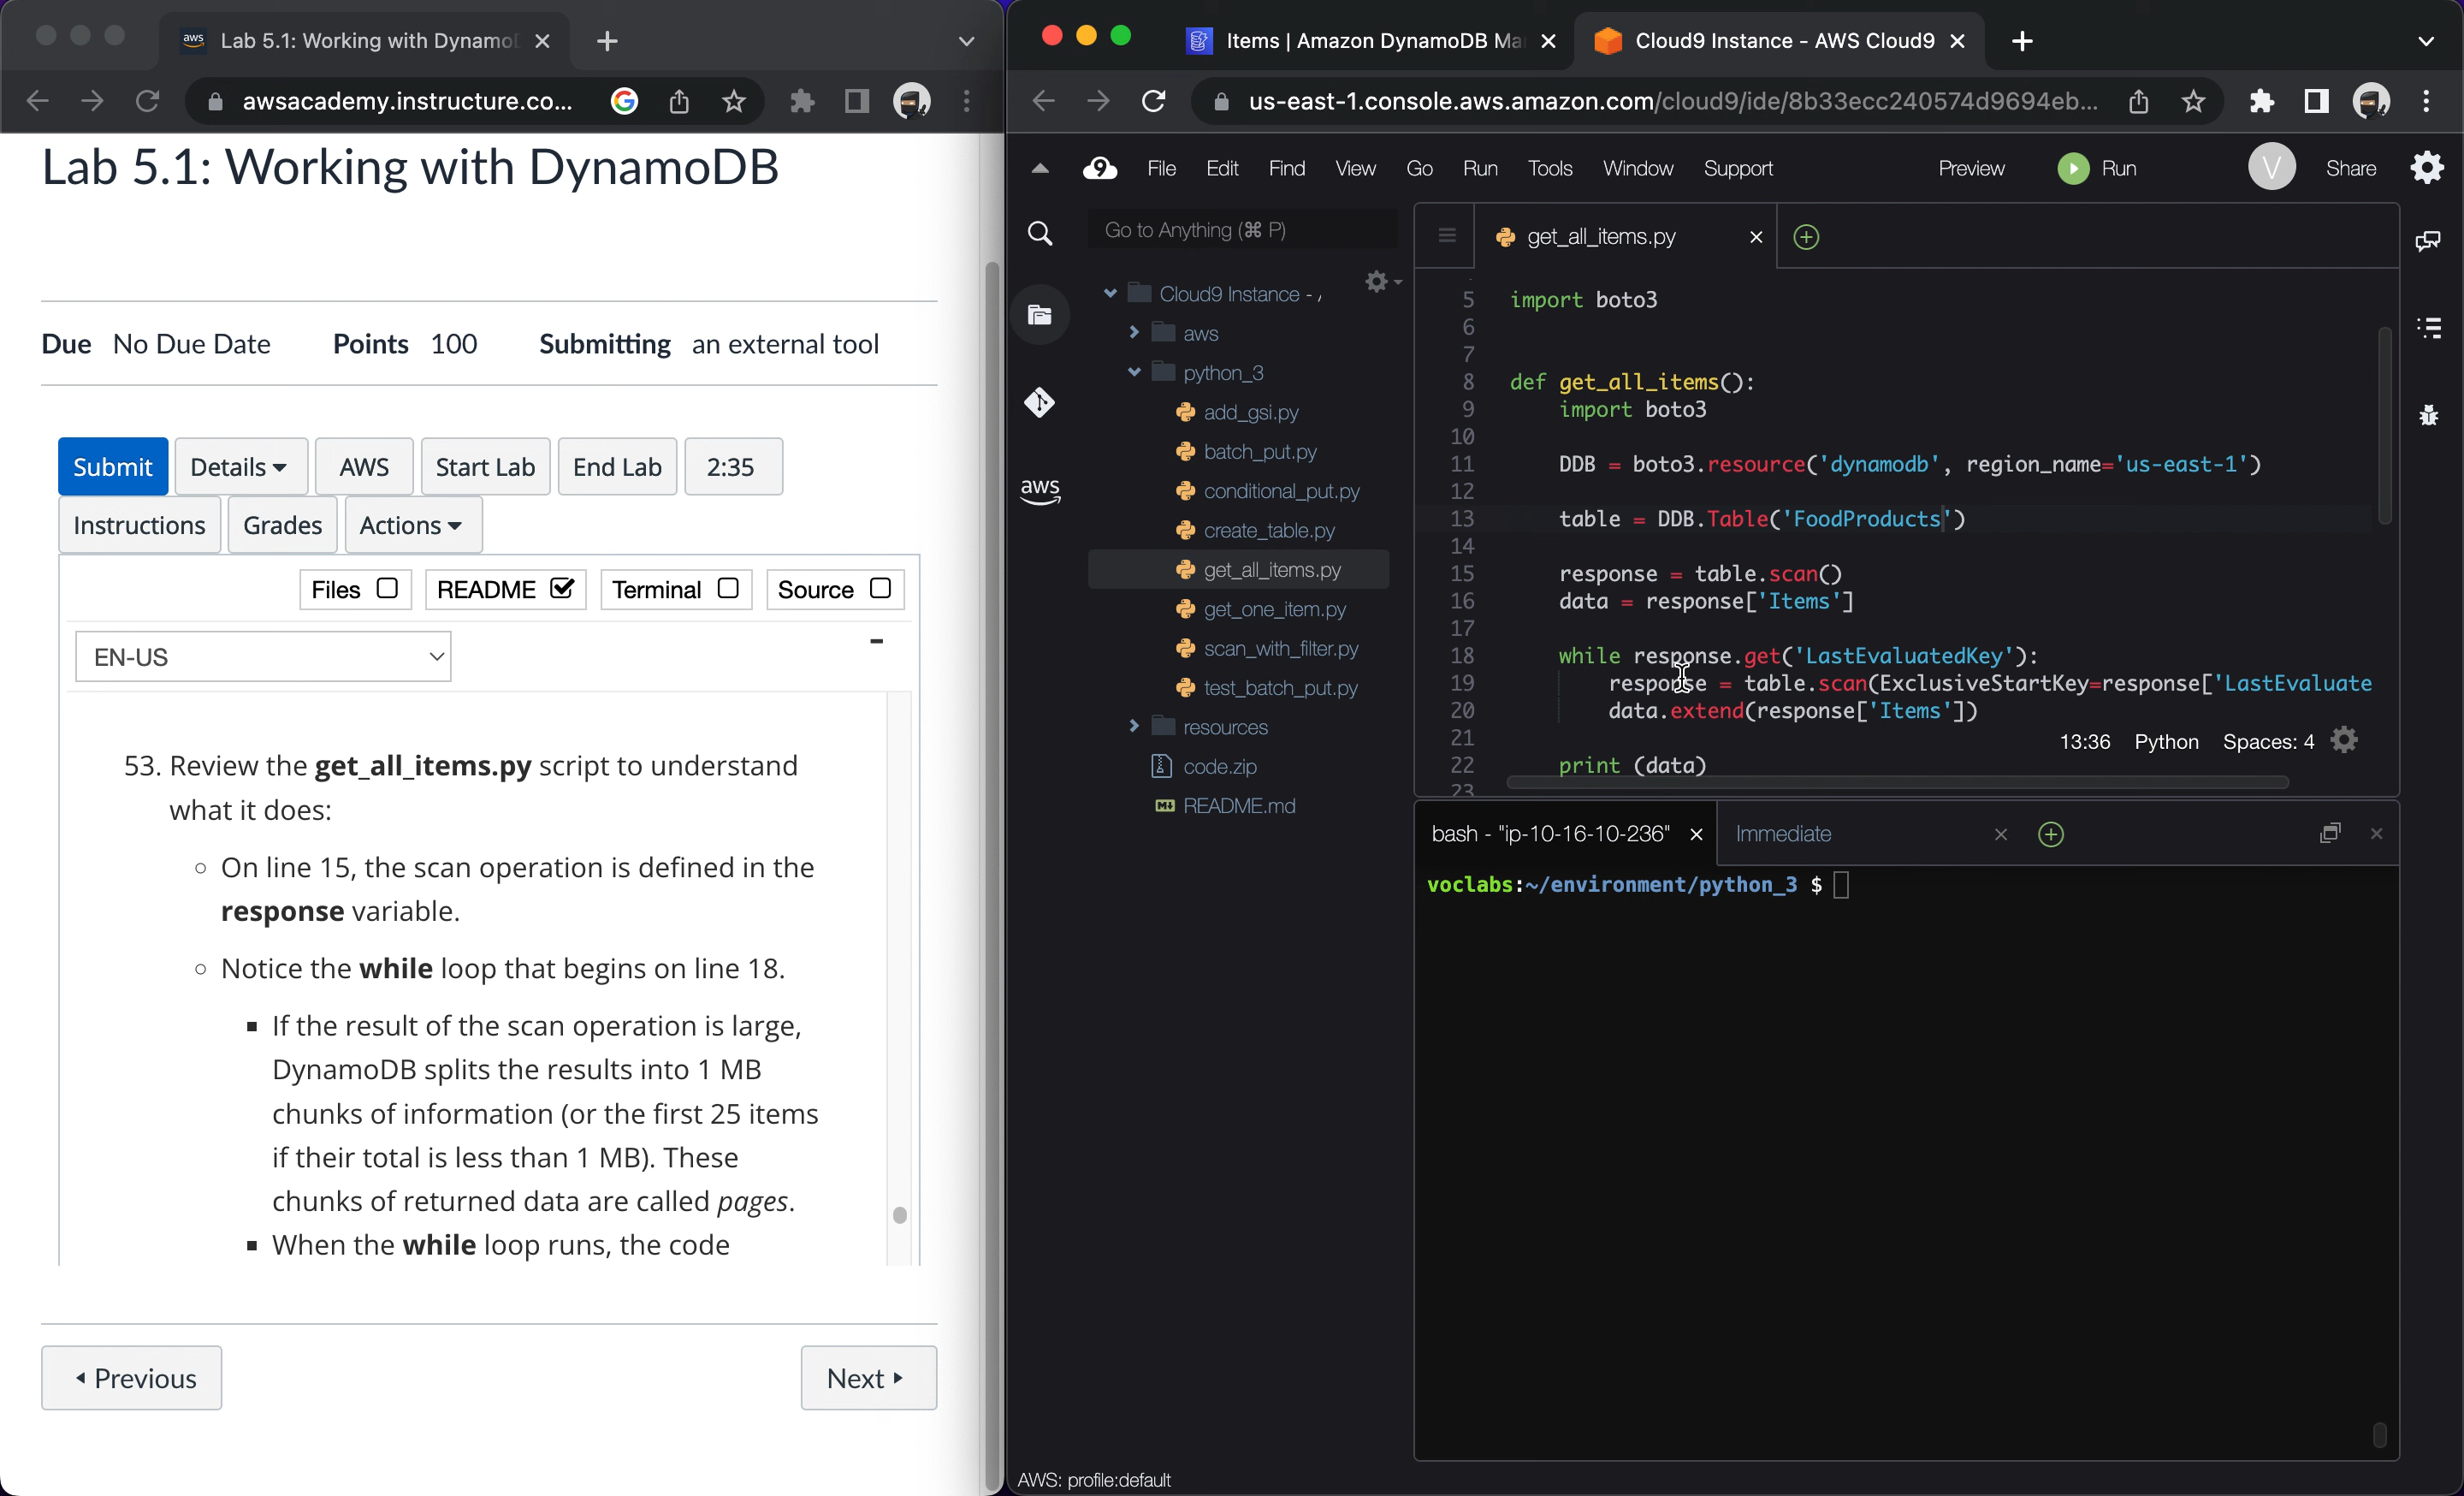 aws Lab 5.1: Working with Dynamo
awsacademy.instructure.co...
Lab 5.1: Working with DynamoDB
Due No Due Date Points 100 Submitting an external tool
Submit Details AWS Start Lab End Lab 2:35
Instructions Grades Actions
Files README Terminal Source
EN-US
53. Review the get_all_items.py script to understand
what it does:
On line 15, the scan operation is defined in the
response variable.
Notice the while loop that begins on line 18.
If the result of the scan operation is large,
DynamoDB splits the results into 1 MB
chunks of information (or the first 25 items
if their total is less than 1 MB). These
chunks of returned data are called pages.
When the while loop runs, the code
Previous Next
Items | Amazon DynamoDB Ma Cloud9 Instance - AWS Cloud9
us-east-1.console.aws.amazon.com/cloud9/ide/8b33ecc240574d9694eb...
9 File Edit Find View Go Run Tools Window Support Preview Run V Share
Go to Anything (⌘ P)
aws
Cloud9 Instance - /
aws
python_3
add_gsi.py
batch_put.py
conditional_put.py
create_table.py
get_all_items.py
get_one_item.py
scan_with_filter.py
test_batch_put.py
resources
code.zip
README.md
get_all_items.py
5 import boto3
6
7
8 def get_all_items():
9 import boto3
10
11 DDB = boto3.resource('dynamodb', region_name='us-east-1')
12
13 table = DDB.Table('FoodProducts')
14
15 response = table.scan()
16 data = response['Items']
17
18 while response.get('LastEvaluatedKey'):
19 response = table.scan(ExclusiveStartKey=response['LastEvaluate
20 data.extend(response['Items'])
21
22 print (data)
23
13:36 Python Spaces: 4
bash - "ip-10-16-10-236" Immediate
voclabs:~/environment/python_3 $
AWS: profile:default